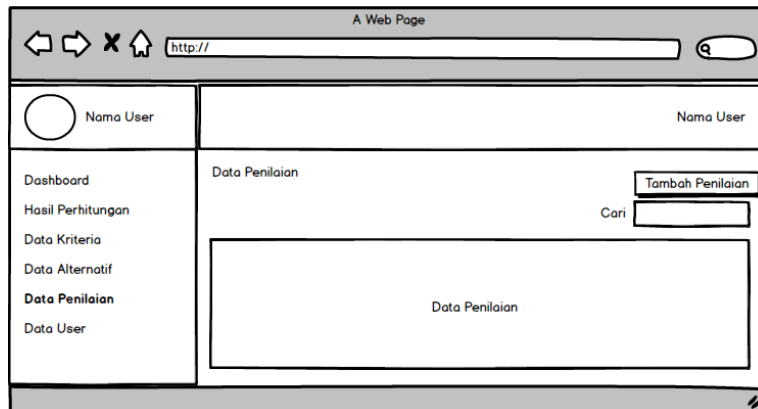 A Web Page
http://
Nama User
Nama User
Dashboard
Hasil Perhitungan
Data Kriteria
Data Alternatif
Data Penilaian
Data User
Data Penilaian
Tambah Penilaian
Cari
Data Penilaian